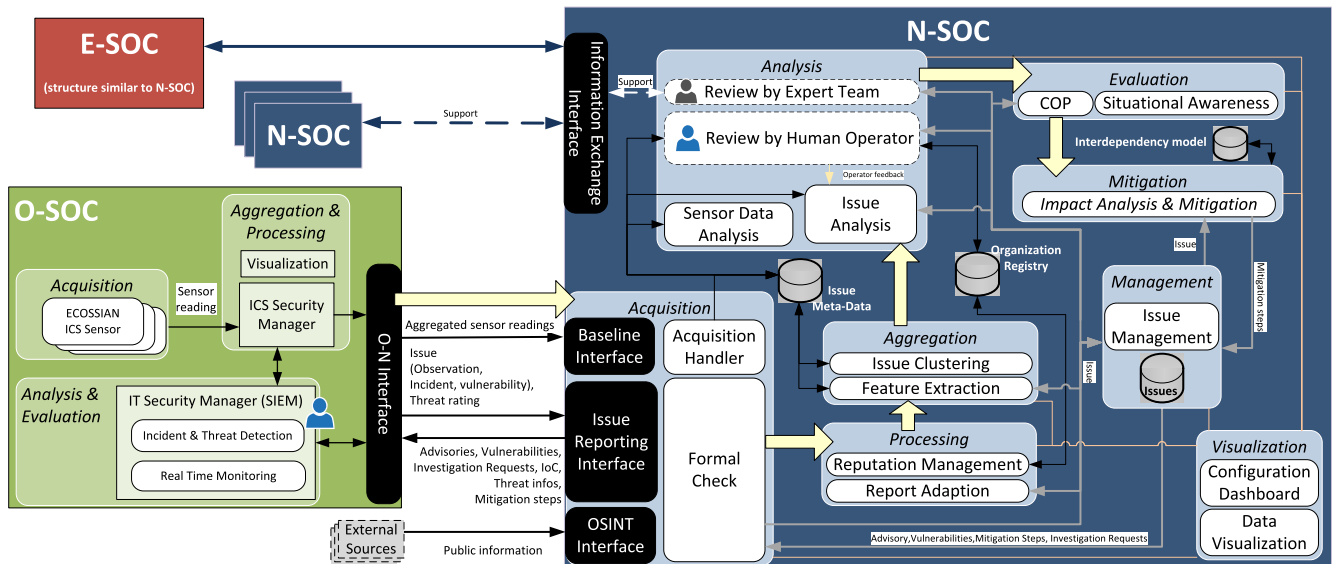 E-SOC
(structure similar to N-SOC)
N-SOC
Support
Information Exchange
Interface
N-SOC
Support
Analysis
Review by Expert Team
Review by Human Operator
Operator feedback
Sensor Data
Analysis
Issue
Analysis
Evaluation
COP
Situational Awareness
Interdependency model
Mitigation
Impact Analysis & Mitigation
Issue
Mitigation steps
Organization
Registry
Issue
Meta-Data
Management
Issue
Management
Issues
Issue
O-SOC
Aggregation &
Processing
Visualization
ICS Security
Manager
Acquisition
ECOSSIAN
ICS Sensor
Sensor
reading
Analysis &
Evaluation
IT Security Manager (SIEM)
Incident & Threat Detection
Real Time Monitoring
O-N Interface
Aggregated sensor readings
Issue
(Observation,
Incident, vulnerability),
Threat rating
Advisories, Vulnerabilities,
Investigation Requests, IoC,
Threat infos,
Mitigation steps
External
Sources
Public information
Acquisition
Baseline
Interface
Acquisition
Handler
Issue
Reporting
Interface
Formal
Check
OSINT
Interface
Aggregation
Issue Clustering
Feature Extraction
Processing
Reputation Management
Report Adaption
Advisory,Vulnerabilities,Mitigation Steps, Investigation Requests
Visualization
Configuration
Dashboard
Data
Visualization